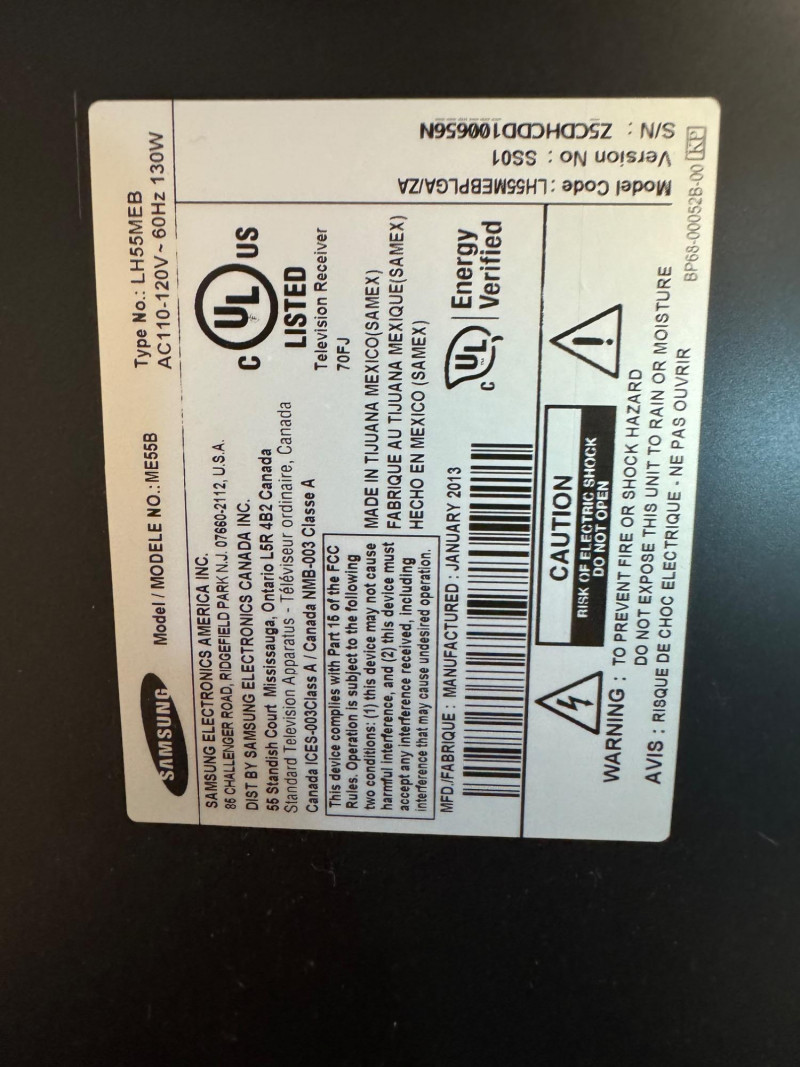 SAMSUNG
Model / MODELE NO.:ME55B
Type No.: LH55MEB
AC110-120V ~ 60Hz 130W
SAMSUNG ELECTRONICS AMERICA INC.
85 CHALLENGER ROAD, RIDGEFIELD PARK N.J. 07660-2112, U.S.A.
DIST BY SAMSUNG ELECTRONICS CANADA INC.
55 Standish Court Mississauga, Ontario L5R 4B2 Canada
Standard Television Apparatus - Téléviseur ordinaire, Canada
Canada ICES-003Class A / Canada NMB-003 Classe A
C UL US
LISTED
Television Receiver
70FJ
This device complies with Part 15 of the FCC
Rules. Operation is subject to the following
two conditions: (1) this device may not cause
harmful interference, and (2) this device must
accept any interference received, including
interference that may cause undesired operation.
MADE IN TIJUANA MEXICO(SAMEX)
FABRIQUE AU TIJUANA MEXIQUE(SAMEX)
HECHO EN MEXICO (SAMEX)
MFD./FABRIQUE : MANUFACTURED : JANUARY 2013
c UL Energy
Verified
CAUTION
RISK OF ELECTRIC SHOCK
DO NOT OPEN
WARNING : TO PREVENT FIRE OR SHOCK HAZARD
DO NOT EXPOSE THIS UNIT TO RAIN OR MOISTURE
AVIS : RISQUE DE CHOC ELECTRIQUE - NE PAS OUVRIR
Model Code : LH55MEBPLGA/ZA
Version No : SS01
S/N : Z5CDHCDD100656N
BP68-00052B-00 KP